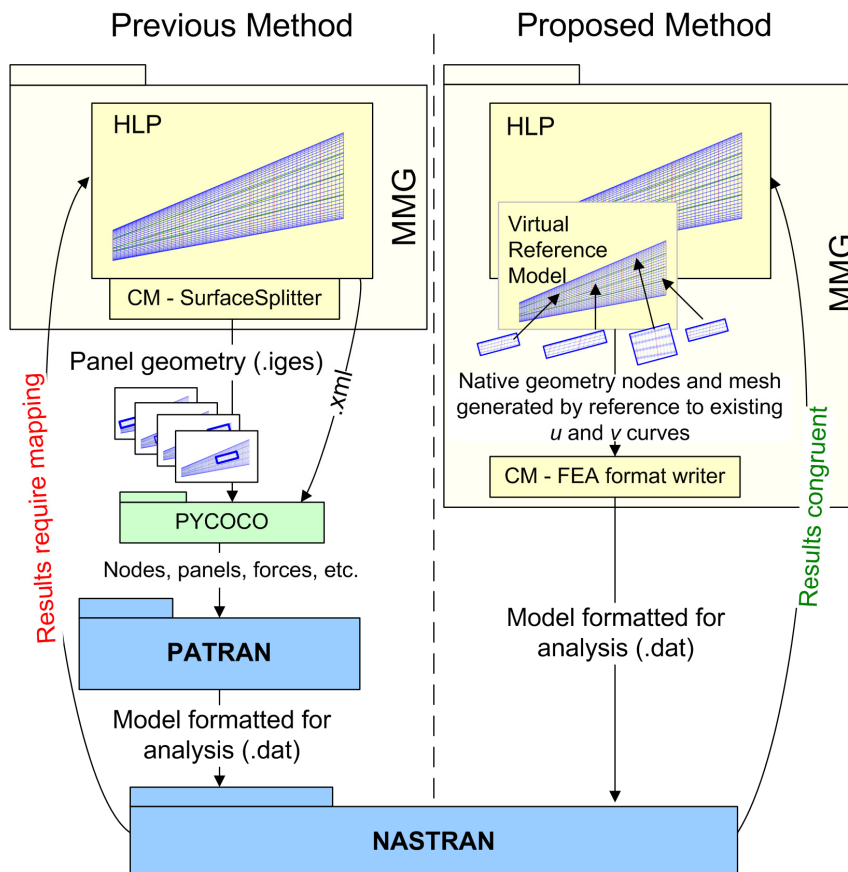 Previous Method
Proposed Method
HLP
MMG
CM - SurfaceSplitter
Panel geometry (.iges)
.xml
PYCOCO
Nodes, panels, forces, etc.
PATRAN
Model formatted for
analysis (.dat)
Results require mapping
HLP
MMG
Virtual
Reference
Model
Native geometry nodes and mesh
generated by reference to existing
u and v curves
CM - FEA format writer
Model formatted for
analysis (.dat)
Results congruent
NASTRAN